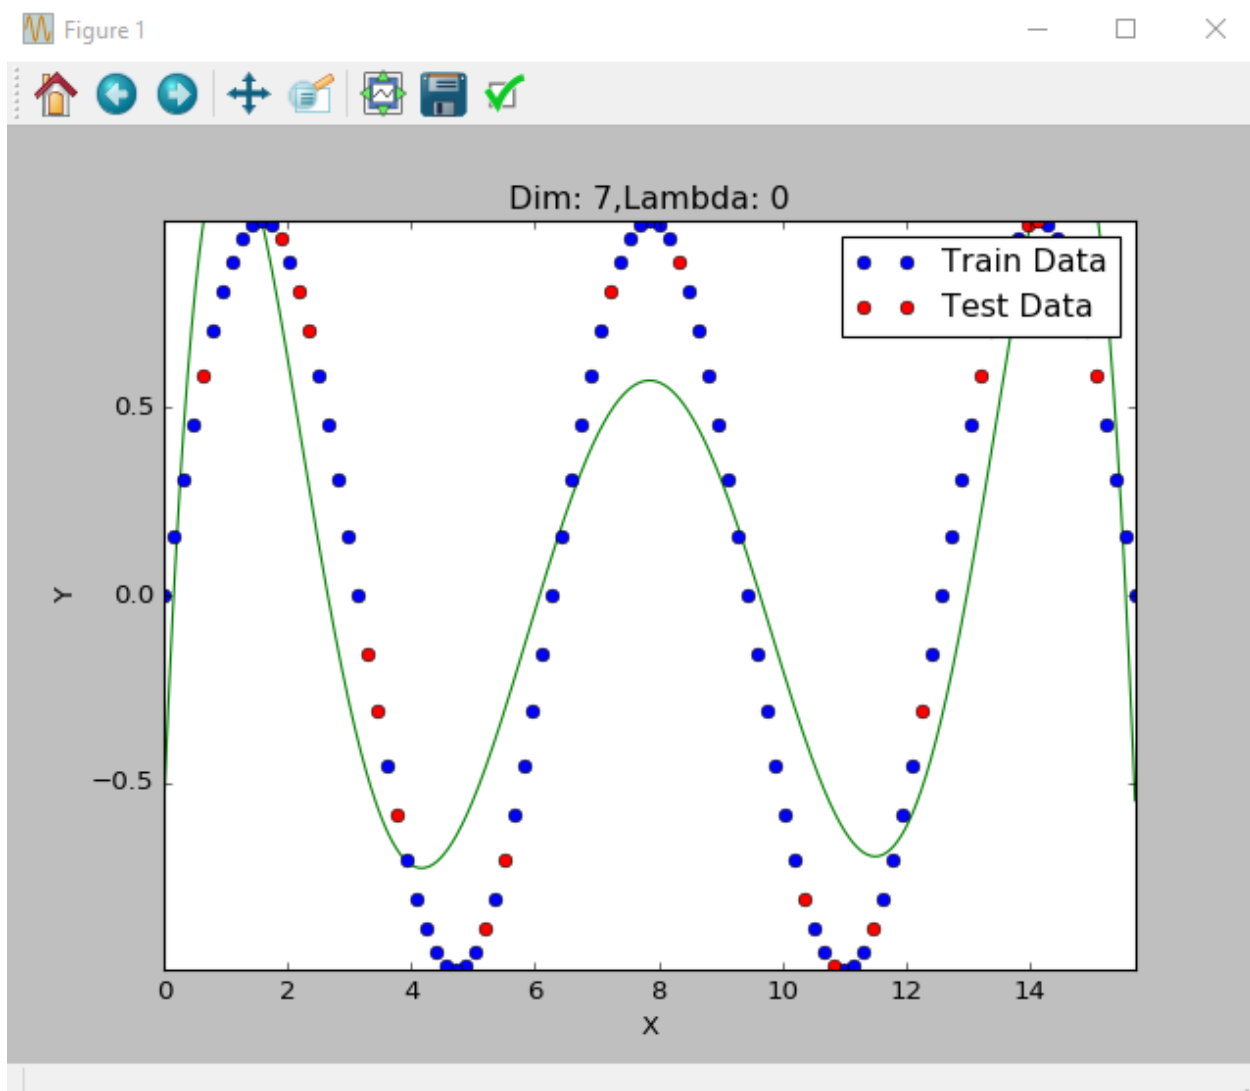 Figure 1
Dim: 7,Lambda: 0
Train Data
Test Data
0.5
0.0
−0.5
Y
0 2 4 6 8 10 12 14
X